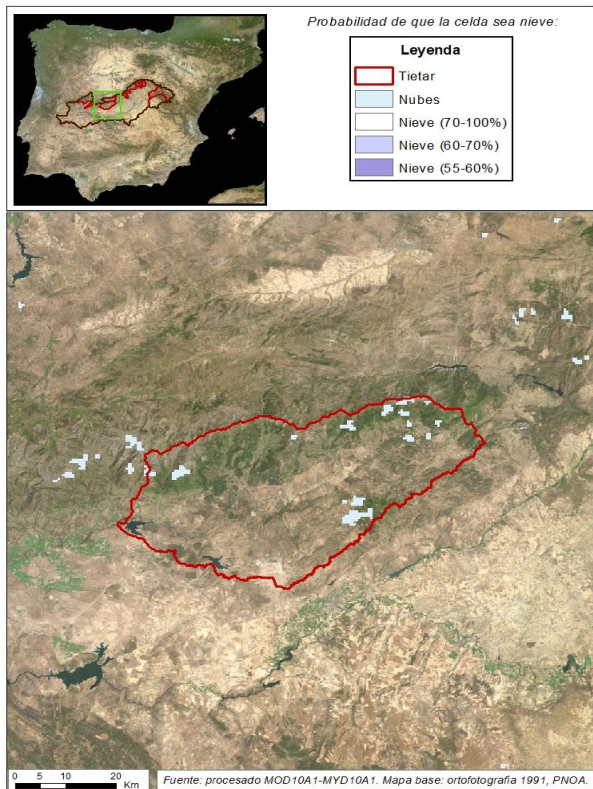 Probabilidad de que la celda sea nieve:
Leyenda
Tietar
Nubes
Nieve (70-100%)
Nieve (60-70%)
Nieve (55-60%)
0 5 10 20
Km
Fuente: procesado MOD10A1-MYD10A1. Mapa base: ortofotografia 1991, PNOA.